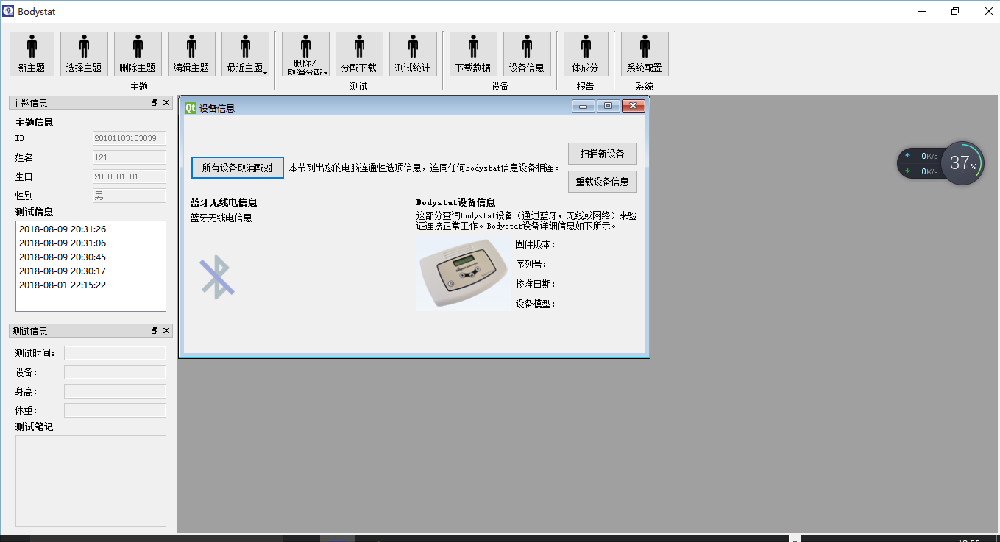 Bodystat
新主题
选择主题
删除主题
编辑主题
最近主题
删除/
取消分配
分配下载
测试统计
下载数据
设备信息
体成分
系统配置
主题
测试
设备
报告
系统
主题信息
主题信息
ID
20181103183039
姓名
121
生日
2000-01-01
性别
男
测试信息
2018-08-09 20:31:26
2018-08-09 20:31:06
2018-08-09 20:30:45
2018-08-09 20:30:17
2018-08-01 22:15:22
测试信息
测试时间:
设备:
身高:
体重:
测试笔记
Qt 设备信息
所有设备取消配对
本节列出您的电脑连通性选项信息，连同任何Bodystat信息设备相连。
扫描新设备
重载设备信息
蓝牙无线电信息
蓝牙无线电信息
Bodystat设备信息
这部分查询Bodystat设备（通过蓝牙，无线或网络）来验
证连接正常工作。Bodystat设备详细信息如下所示。
固件版本:
序列号:
校准日期:
设备模型:
0K/s
0K/s
37%